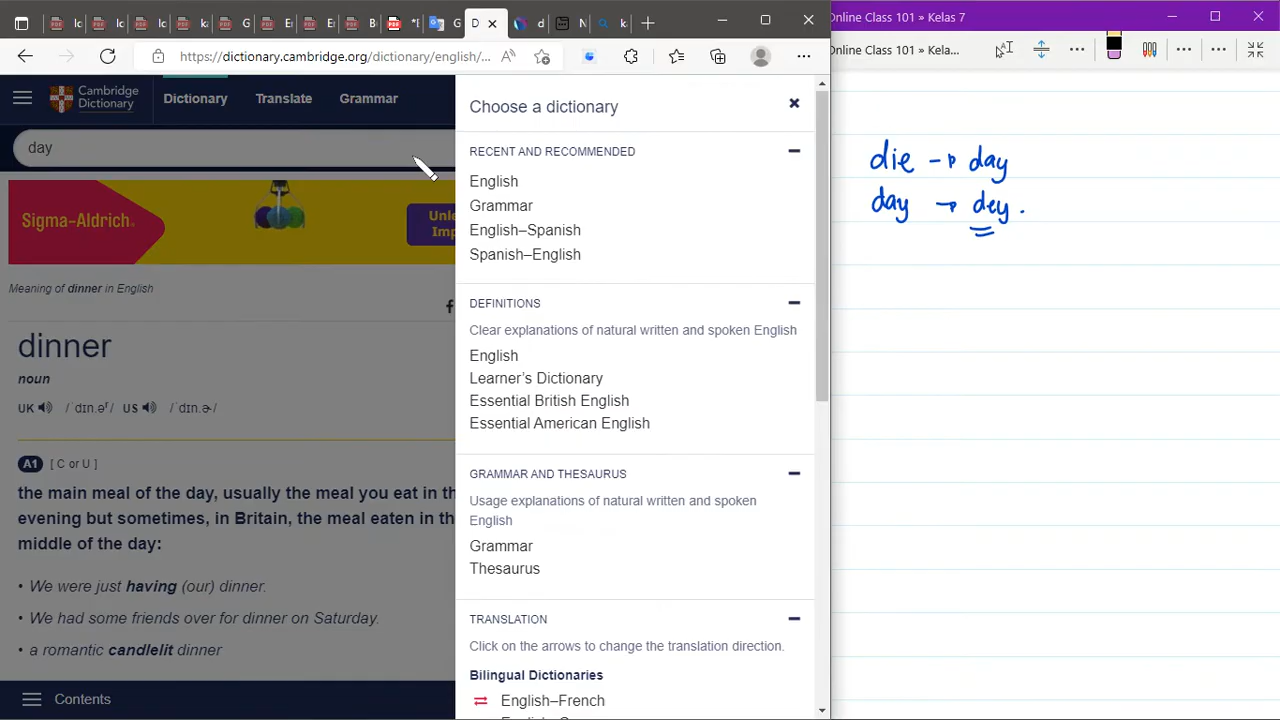 G
D
d
N
k
https://dictionary.cambridge.org/dictionary/english/...
Cambridge Dictionary
Dictionary
Translate
Grammar
day
Sigma-Aldrich.
Unle
Imp
Meaning of dinner in English
dinner
noun
UK /ˈdɪn.əʳ/ US /ˈdɪn.ɚ/
A1 [ C or U ]
the main meal of the day, usually the meal you eat in th
evening but sometimes, in Britain, the meal eaten in th
middle of the day:
• We were just having (our) dinner.
• We had some friends over for dinner on Saturday.
• a romantic candlelit dinner
Contents
Choose a dictionary
RECENT AND RECOMMENDED
English
Grammar
English–Spanish
Spanish–English
DEFINITIONS
Clear explanations of natural written and spoken English
English
Learner’s Dictionary
Essential British English
Essential American English
GRAMMAR AND THESAURUS
Usage explanations of natural written and spoken
English
Grammar
Thesaurus
TRANSLATION
Click on the arrows to change the translation direction.
Bilingual Dictionaries
English–French
Online Class 101 » Kelas 7
Online Class 101 » Kela...
die → day
day → dey.